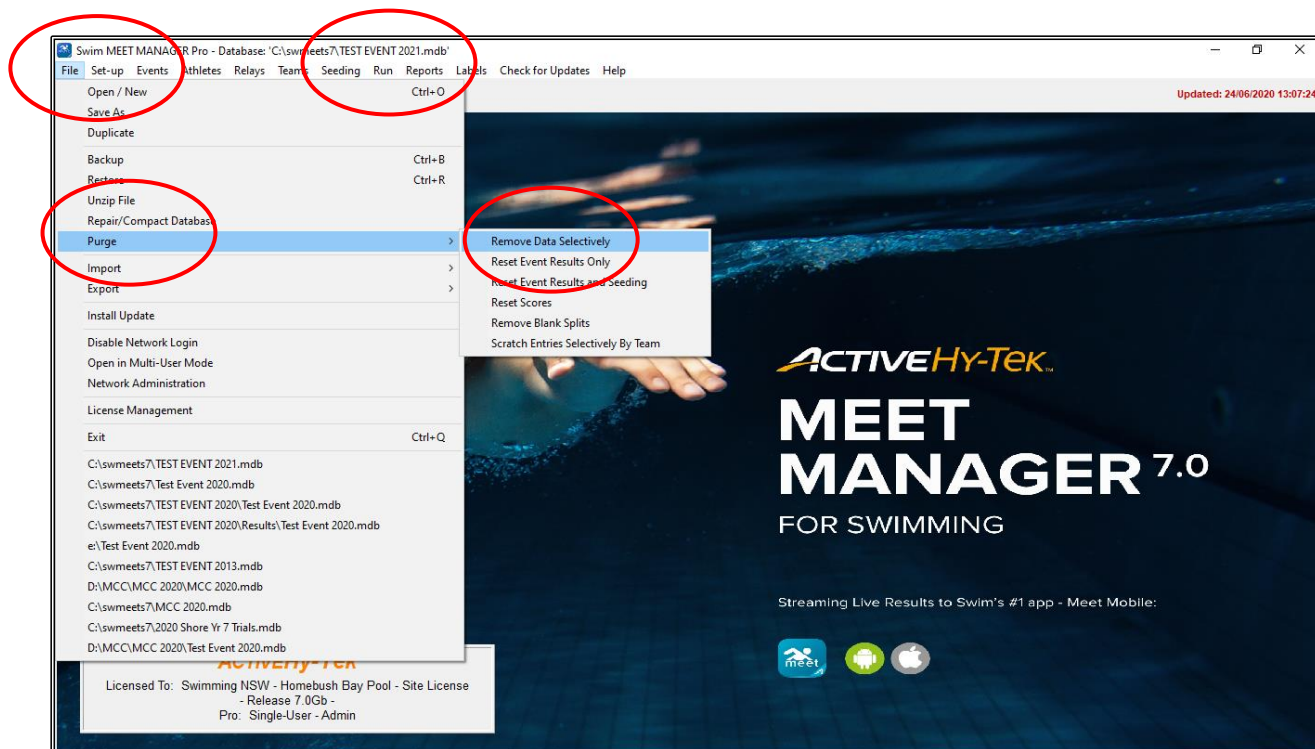 Swim MEET MANAGER Pro - Database: 'C:\swmeets7\TEST EVENT 2021.mdb'
File Set-up Events Athletes Relays Teams Seeding Run Reports Labels Check for Updates Help
Updated: 24/06/2020 13:07:24
Open / New Ctrl+O
Save As
Duplicate
Backup Ctrl+B
Restore Ctrl+R
Unzip File
Repair/Compact Database
Purge >
Import >
Export >
Install Update
Disable Network Login
Open in Multi-User Mode
Network Administration
License Management
Exit Ctrl+Q
C:\swmeets7\TEST EVENT 2021.mdb
C:\swmeets7\Test Event 2020.mdb
C:\swmeets7\TEST EVENT 2020\Test Event 2020.mdb
C:\swmeets7\TEST EVENT 2020\Results\Test Event 2020.mdb
e:\Test Event 2020.mdb
C:\swmeets7\TEST EVENT 2013.mdb
D:\MCC\MCC 2020\MCC 2020.mdb
C:\swmeets7\MCC 2020.mdb
C:\swmeets7\2020 Shore Yr 7 Trials.mdb
D:\MCC\MCC 2020\Test Event 2020.mdb
Remove Data Selectively
Reset Event Results Only
Reset Event Results and Seeding
Reset Scores
Remove Blank Splits
Scratch Entries Selectively By Team
ACTIVEHy-Tek
Licensed To: Swimming NSW - Homebush Bay Pool - Site License
- Release 7.0Gb -
Pro: Single-User - Admin
ACTIVEHY-TEK™
MEET
MANAGER 7.0
FOR SWIMMING
Streaming Live Results to Swim's #1 app - Meet Mobile:
meet